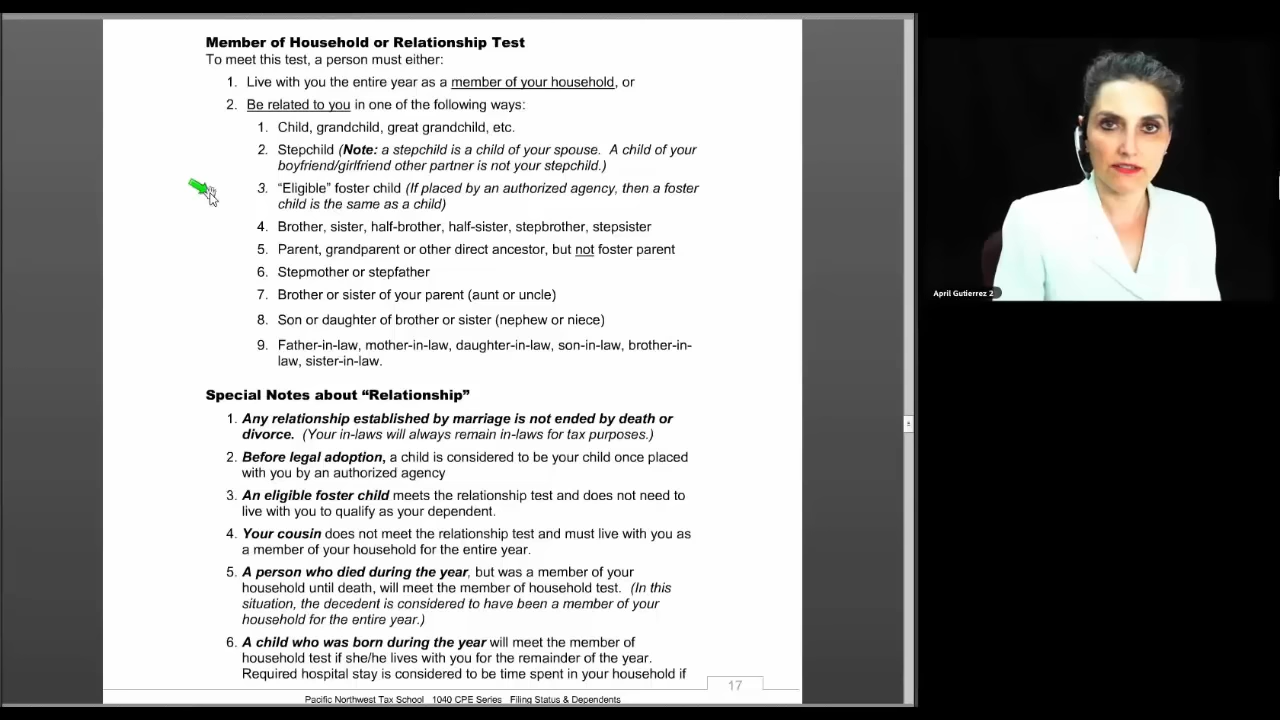 Member of Household or Relationship Test
To meet this test, a person must either:
1. Live with you the entire year as a member of your household, or
2. Be related to you in one of the following ways:
1. Child, grandchild, great grandchild, etc.
2. Stepchild (Note: a stepchild is a child of your spouse. A child of your
boyfriend/girlfriend other partner is not your stepchild.)
3. “Eligible” foster child (If placed by an authorized agency, then a foster
child is the same as a child)
4. Brother, sister, half-brother, half-sister, stepbrother, stepsister
5. Parent, grandparent or other direct ancestor, but not foster parent
6. Stepmother or stepfather
7. Brother or sister of your parent (aunt or uncle)
8. Son or daughter of brother or sister (nephew or niece)
9. Father-in-law, mother-in-law, daughter-in-law, son-in-law, brother-in-
law, sister-in-law.
Special Notes about “Relationship”
1. Any relationship established by marriage is not ended by death or
divorce. (Your in-laws will always remain in-laws for tax purposes.)
2. Before legal adoption, a child is considered to be your child once placed
with you by an authorized agency
3. An eligible foster child meets the relationship test and does not need to
live with you to qualify as your dependent.
4. Your cousin does not meet the relationship test and must live with you as
a member of your household for the entire year.
5. A person who died during the year, but was a member of your
household until death, will meet the member of household test. (In this
situation, the decedent is considered to have been a member of your
household for the entire year.)
6. A child who was born during the year will meet the member of
household test if she/he lives with you for the remainder of the year.
Required hospital stay is considered to be time spent in your household if
17
Pacific Northwest Tax School 1040 CPE Series Filing Status & Dependents
April Gutierrez 2